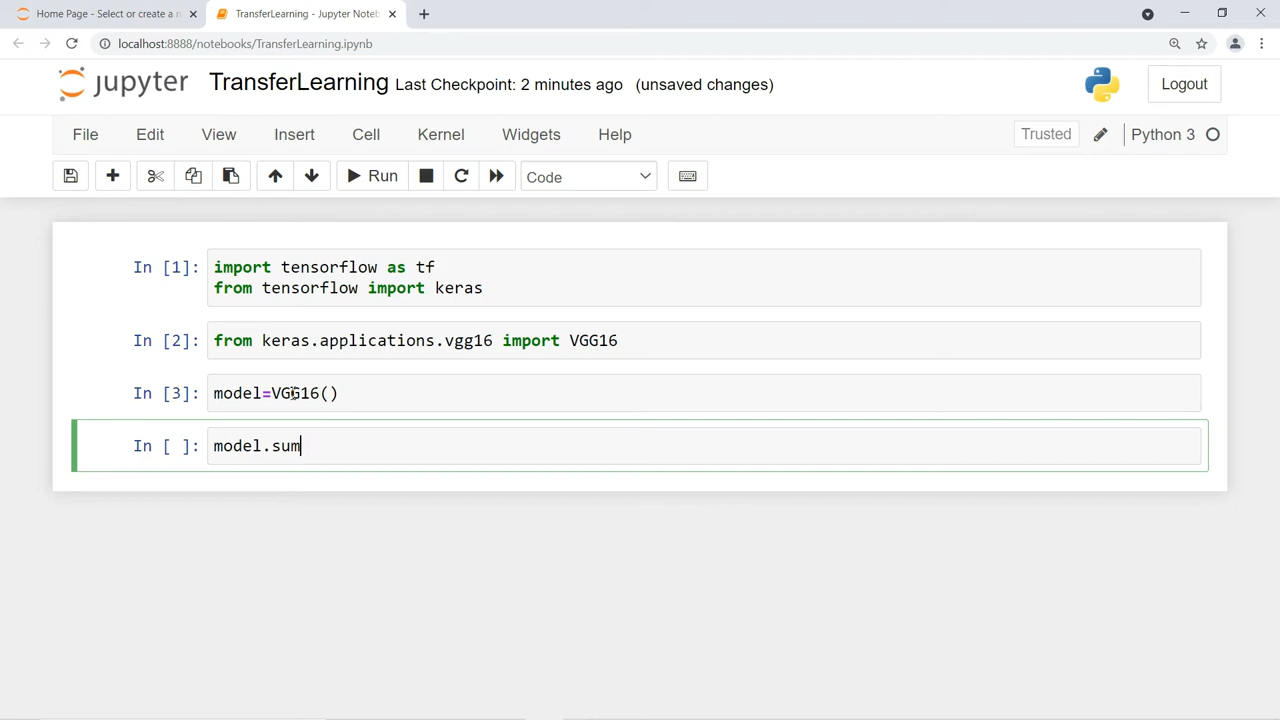 Home Page - Select or create a n
TransferLearning - Jupyter Noteb
localhost:8888/notebooks/TransferLearning.ipynb
jupyter TransferLearning Last Checkpoint: 2 minutes ago (unsaved changes) Logout
File Edit View Insert Cell Kernel Widgets Help Trusted Python 3
Run Code
In [1]: import tensorflow as tf
from tensorflow import keras
In [2]: from keras.applications.vgg16 import VGG16
In [3]: model=VGG16()
In [ ]: model.sum